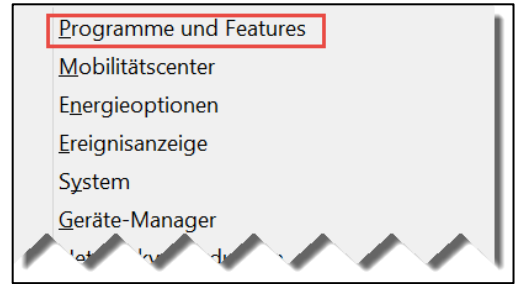 Programme und Features
Mobilitätscenter
Energieoptionen
Ereignisanzeige
System
Geräte-Manager